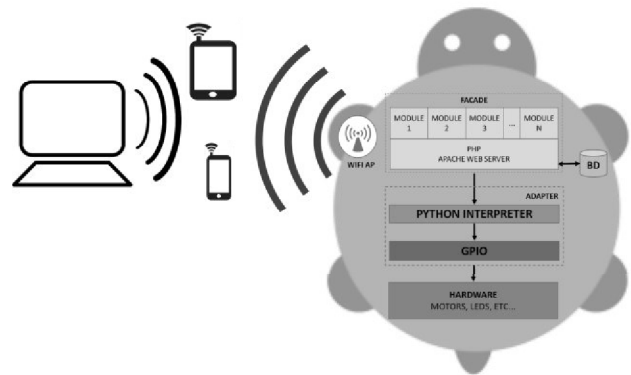 FACADE
MODULE 1
MODULE 2
MODULE 3
...
MODULE N
PHP
APACHE WEB SERVER
WIFI AP
BD
ADAPTER
PYTHON INTERPRETER
GPIO
HARDWARE
MOTORS, LEDS, ETC...